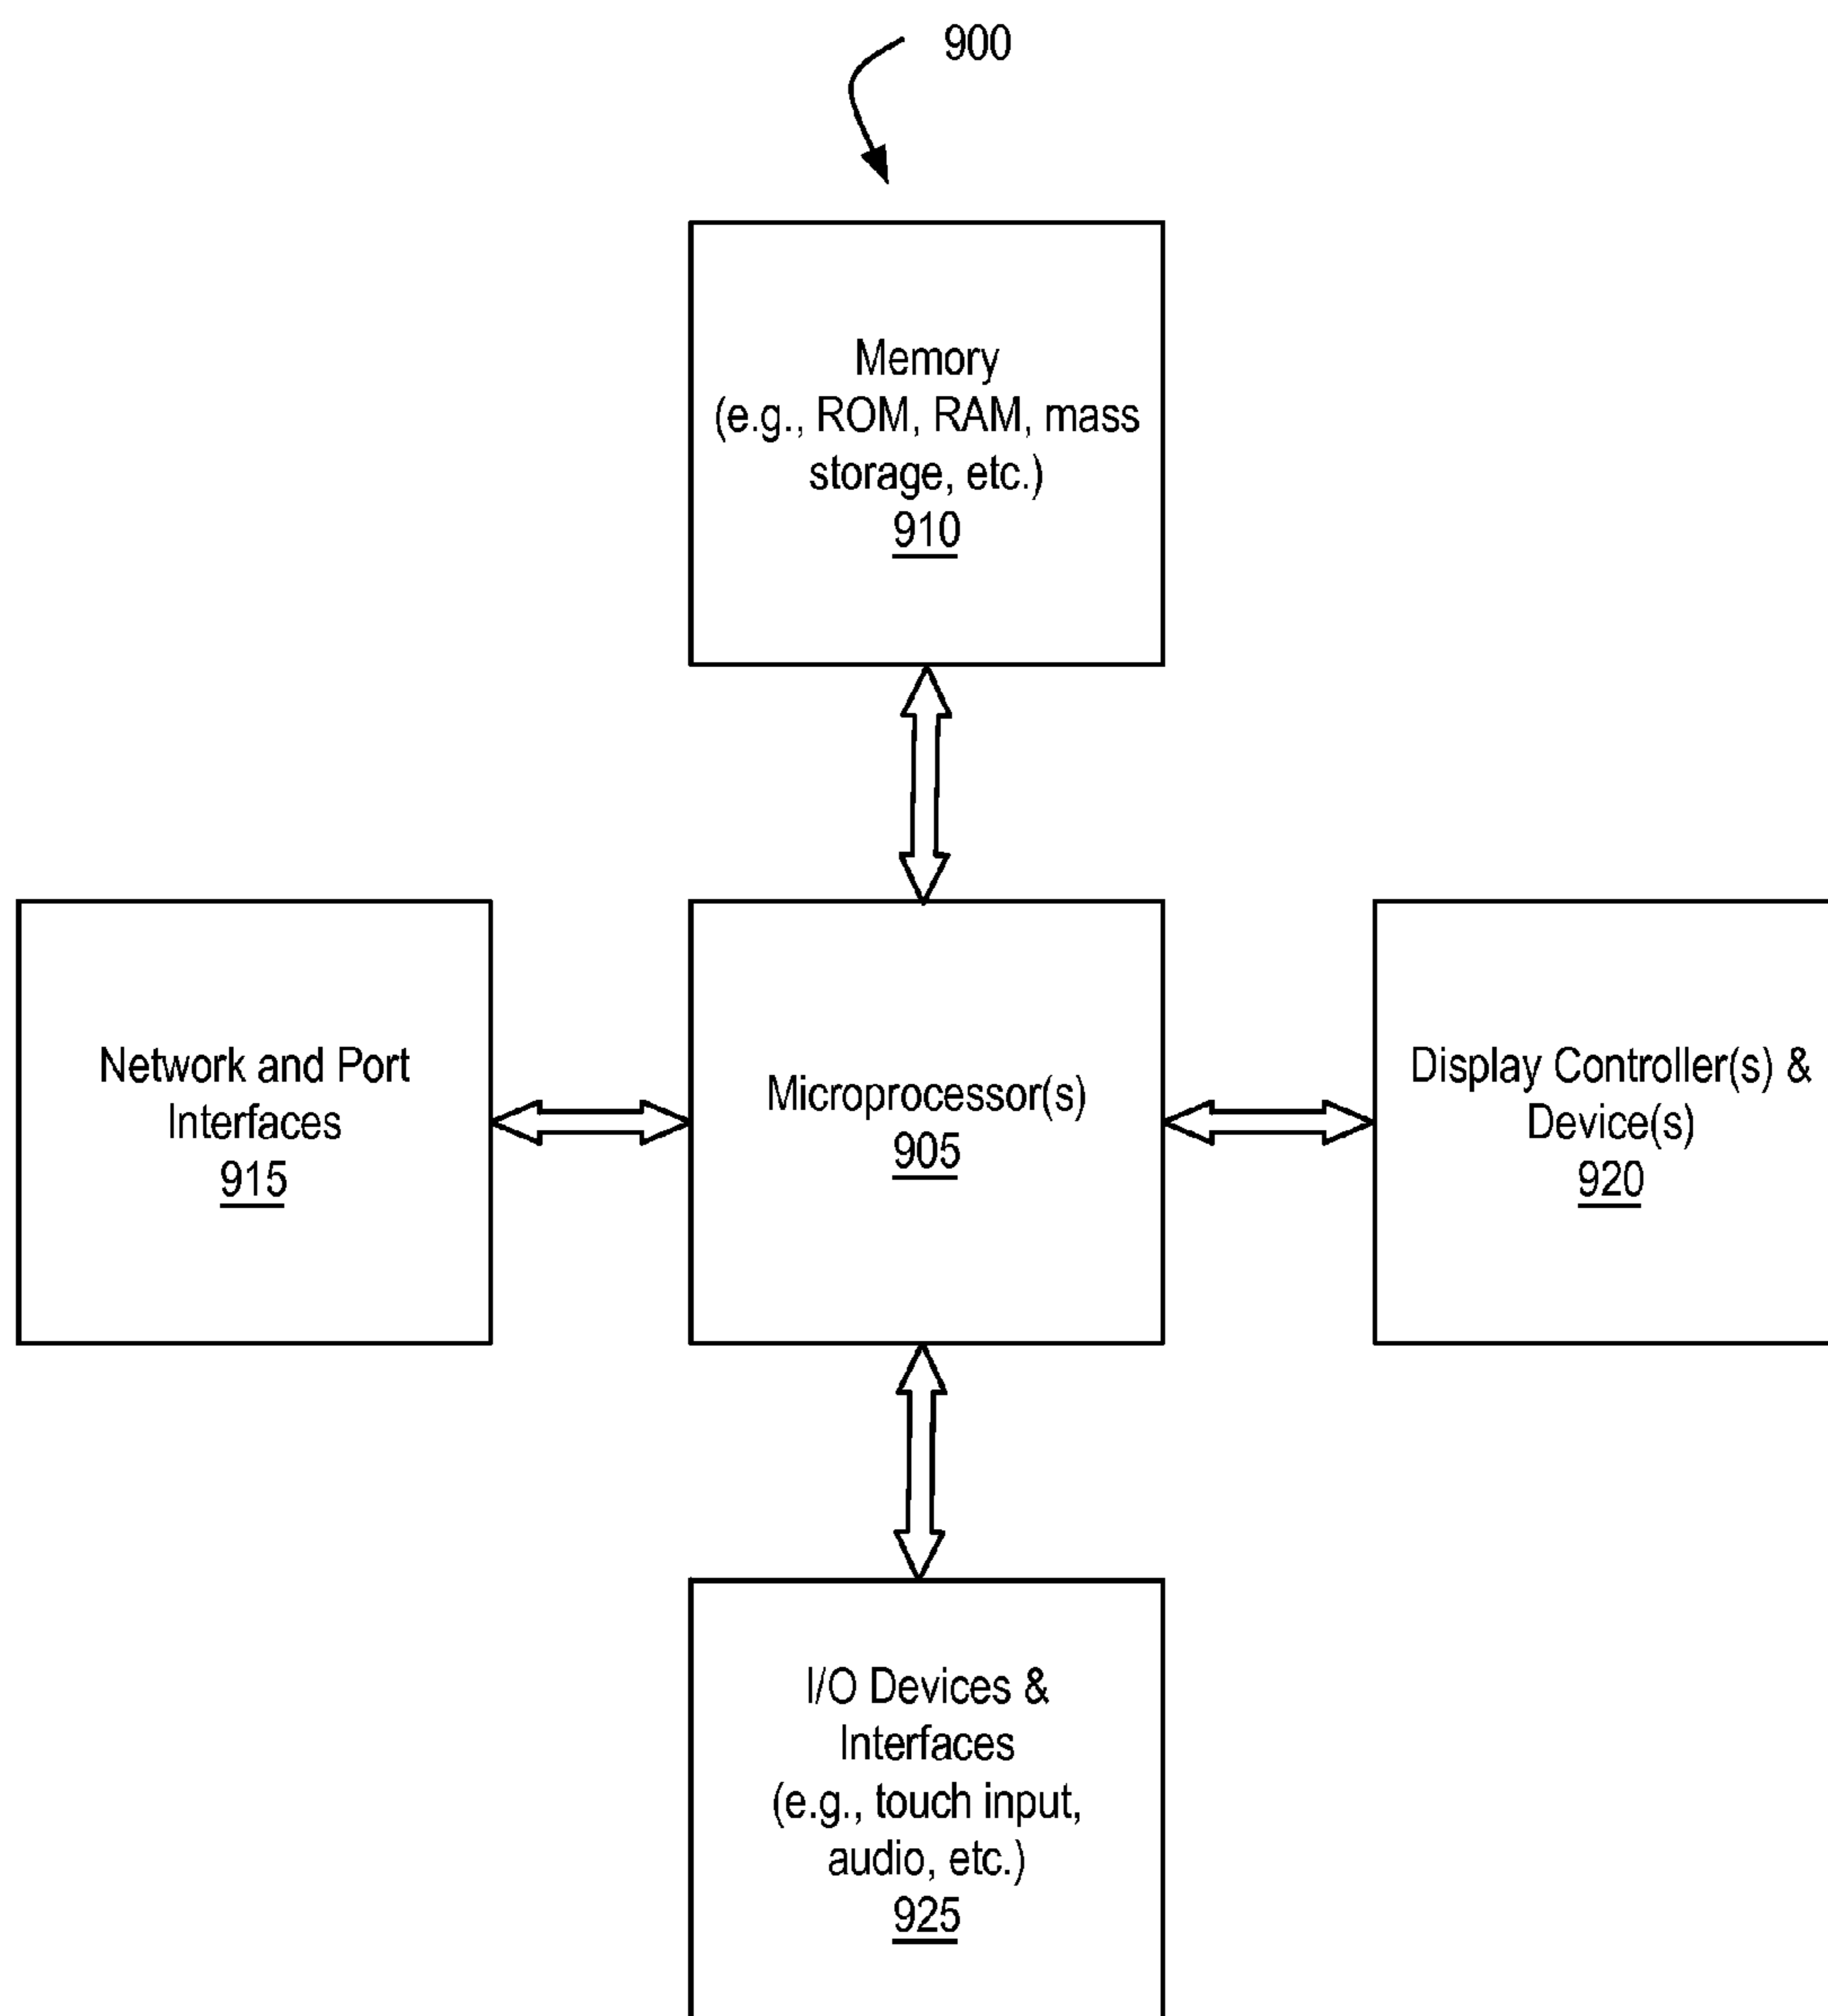 900
Memory
(e.g., ROM, RAM, mass
storage, etc.)
910
Network and Port
Interfaces
915
Microprocessor(s)
905
Display Controller(s) &
Device(s)
920
I/O Devices &
Interfaces
(e.g., touch input,
audio, etc.)
925